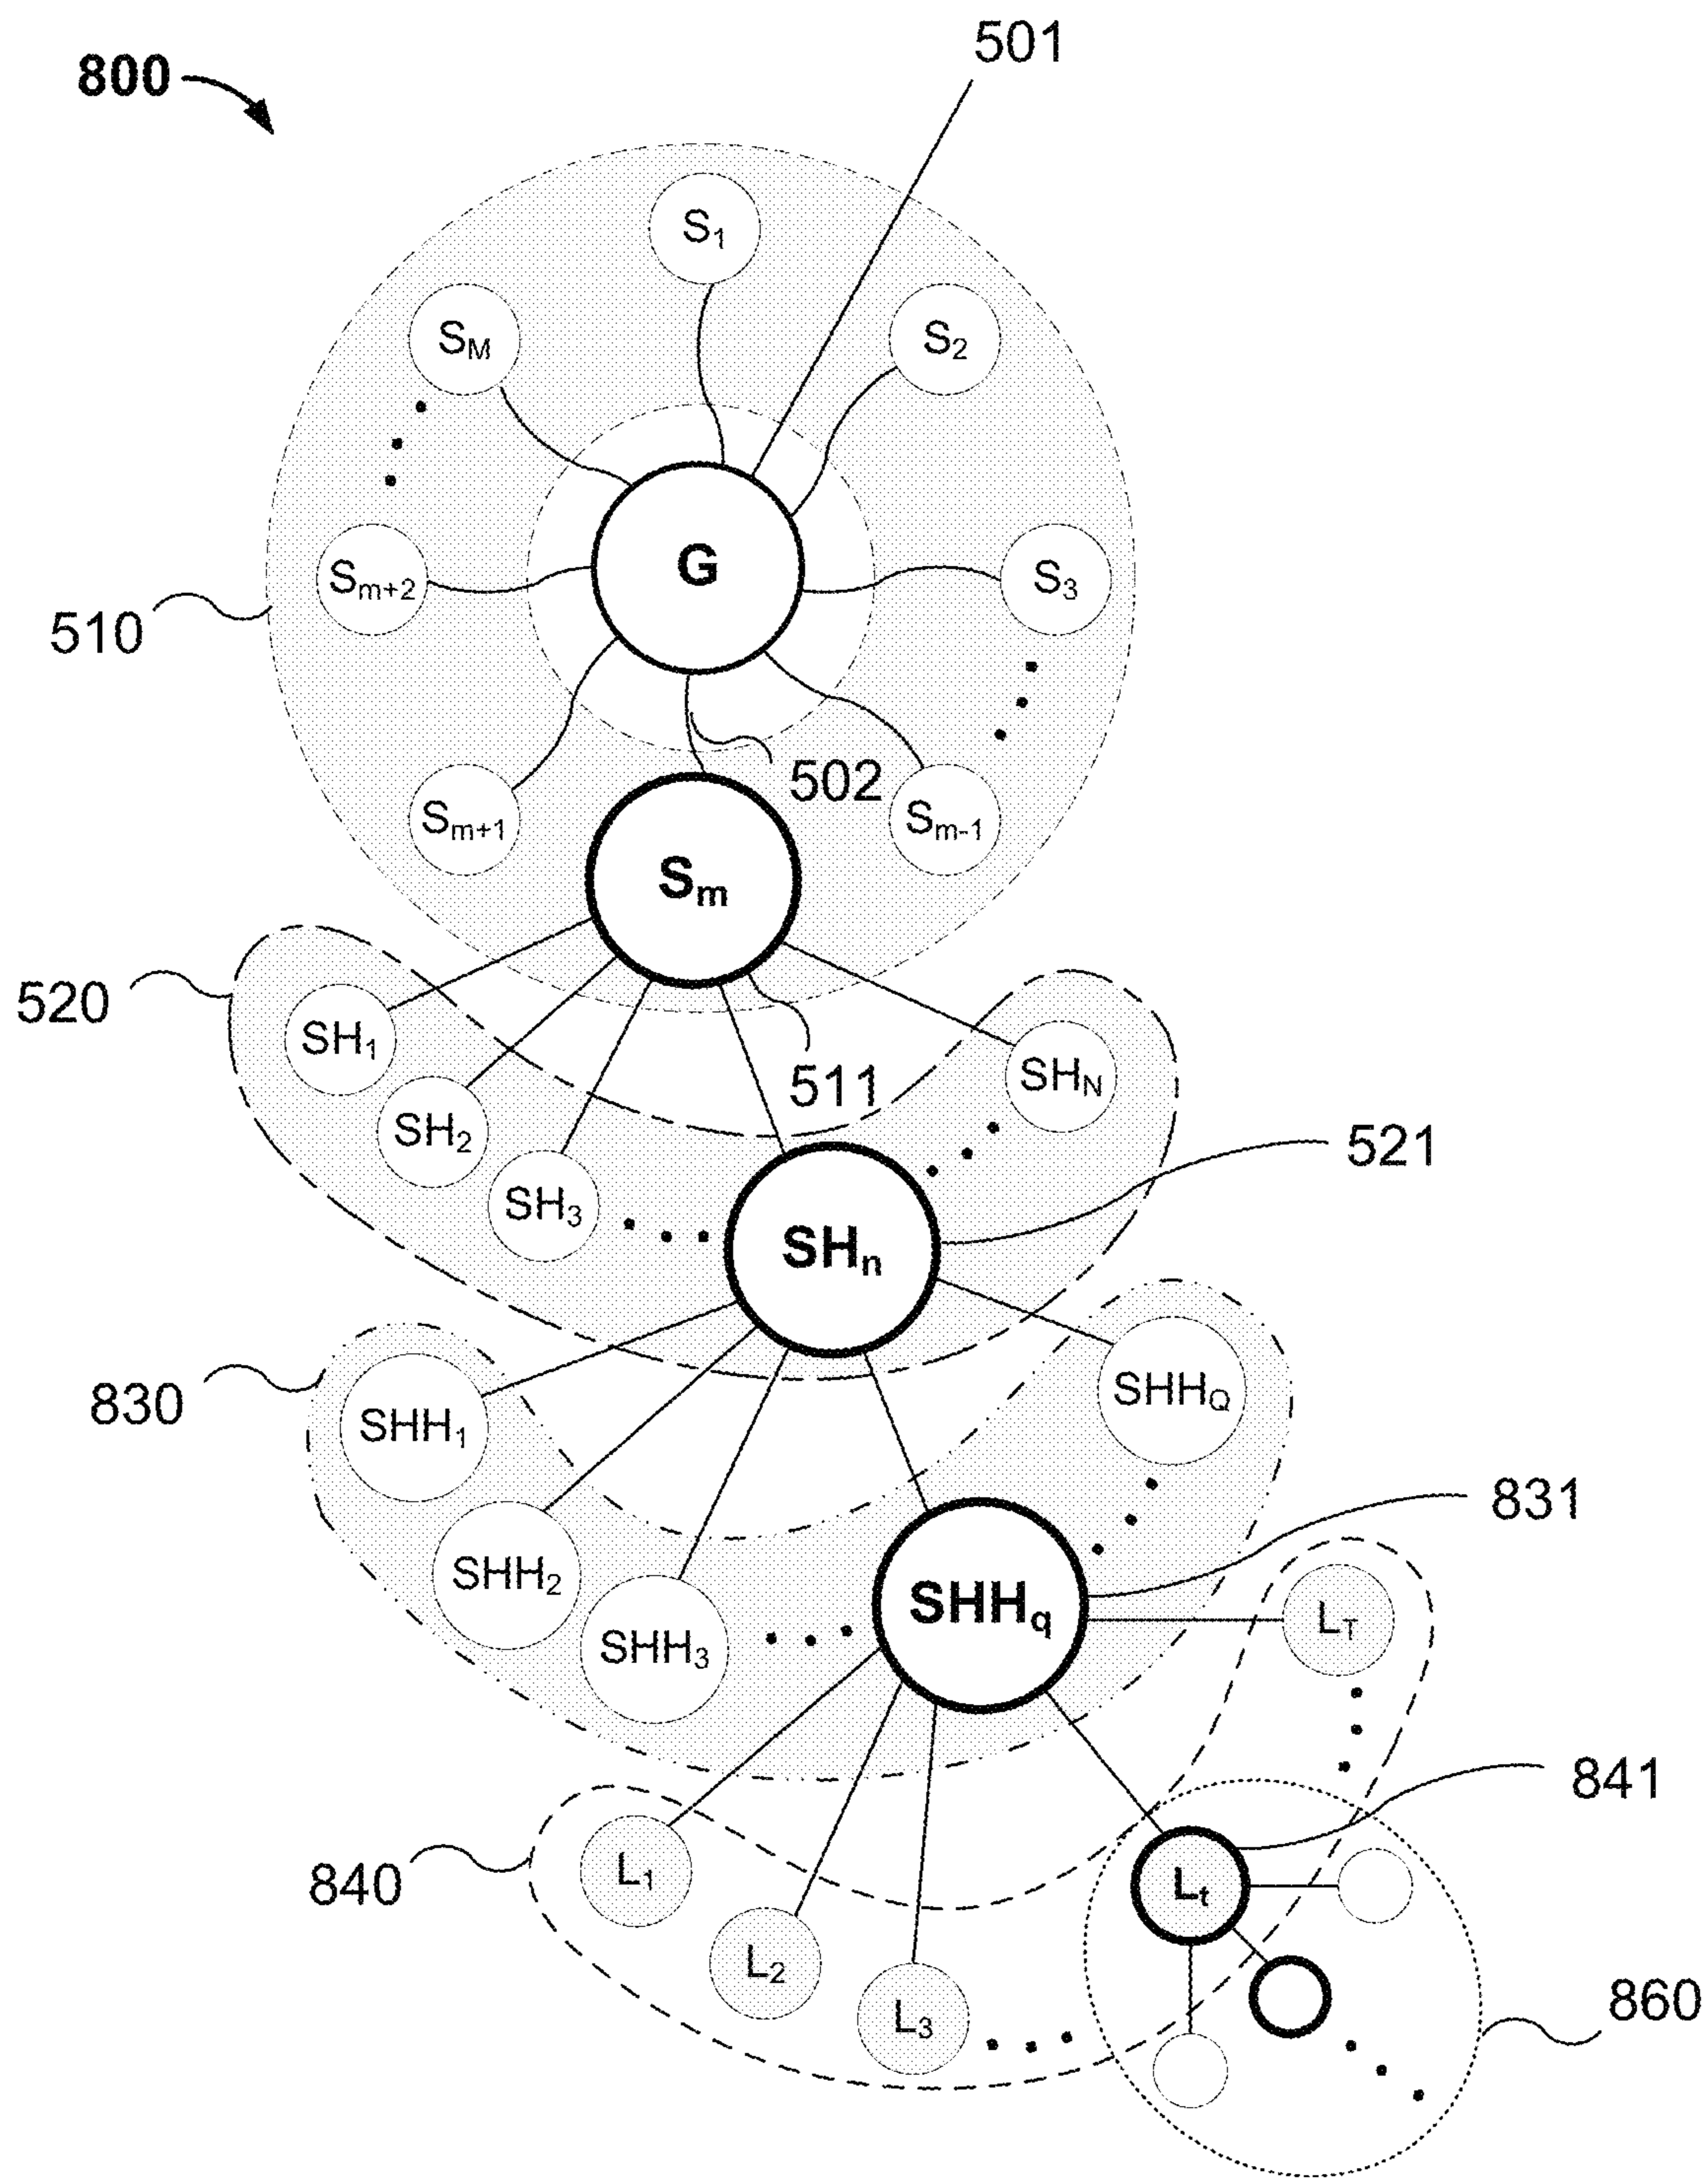 501
800
S1
SM
S2
G
Sm+2
S3
510
502
Sm+1
Sm-1
Sm
520
SH1
511
SHN
SH2
521
SH3
SHn
830
SHH1
SHHQ
831
SHH2
SHHq
LT
SHH3
841
840
L1
Lt
L2
L3
860